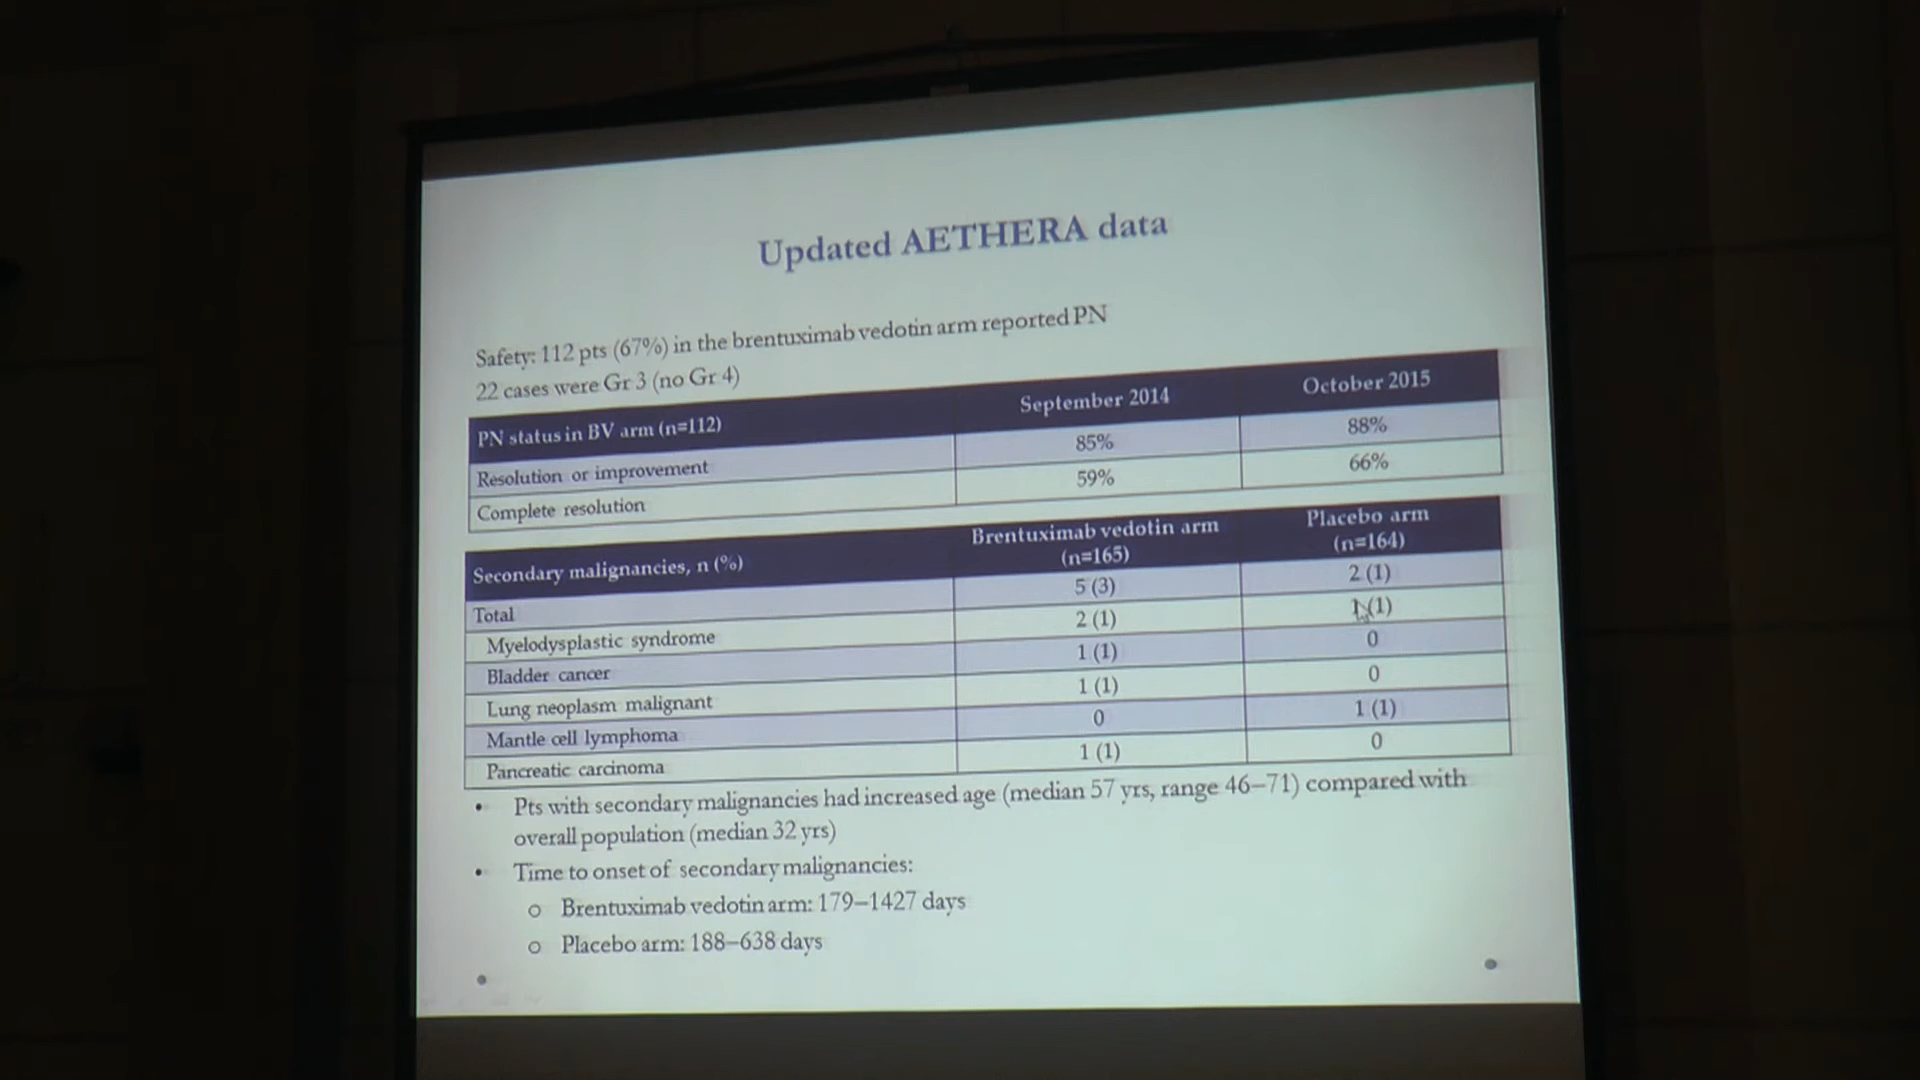 Updated AETHERA data
Safety: 112 pts (67%) in the brentuximab vedotin arm reported PN
22 cases were Gr 3 (no Gr 4)
PN status in BV arm (n=112) September 2014 October 2015
Resolution or improvement 85% 88%
Complete resolution 59% 66%
Secondary malignancies, n (%) Brentuximab vedotin arm (n=165) Placebo arm (n=164)
Total 5 (3) 2 (1)
Myelodysplastic syndrome 2 (1) 1 (1)
Bladder cancer 1 (1) 0
Lung neoplasm malignant 1 (1) 0
Mantle cell lymphoma 0 1 (1)
Pancreatic carcinoma 1 (1) 0
• Pts with secondary malignancies had increased age (median 57 yrs, range 46–71) compared with
overall population (median 32 yrs)
• Time to onset of secondary malignancies:
o Brentuximab vedotin arm: 179–1427 days
o Placebo arm: 188–638 days